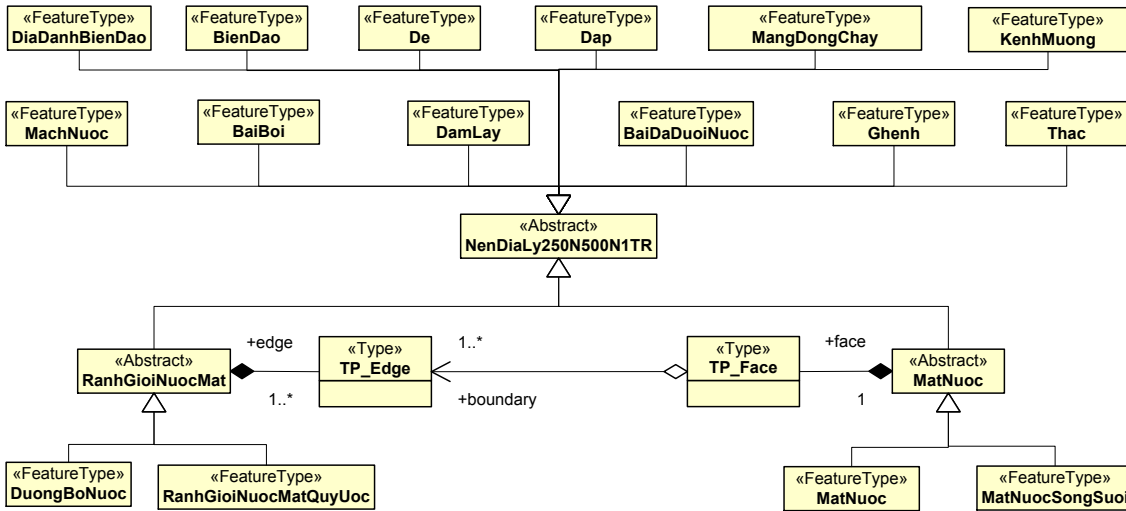 «FeatureType»
DiaDanhBienDao
«FeatureType»
BienDao
«FeatureType»
De
«FeatureType»
Dap
«FeatureType»
MangDongChay
«FeatureType»
KenhMuong
«FeatureType»
MachNuoc
«FeatureType»
BaiBoi
«FeatureType»
DamLay
«FeatureType»
BaiDaDuoiNuoc
«FeatureType»
Ghenh
«FeatureType»
Thac
«Abstract»
NenDiaLy250N500N1TR
«Abstract»
RanhGioiNuocMat
+edge
1..*
«Type»
TP_Edge
1..*
+boundary
«Type»
TP_Face
+face
1
«Abstract»
MatNuoc
«FeatureType»
DuongBoNuoc
«FeatureType»
RanhGioiNuocMatQuyUoc
«FeatureType»
MatNuoc
«FeatureType»
MatNuocSongSuoi